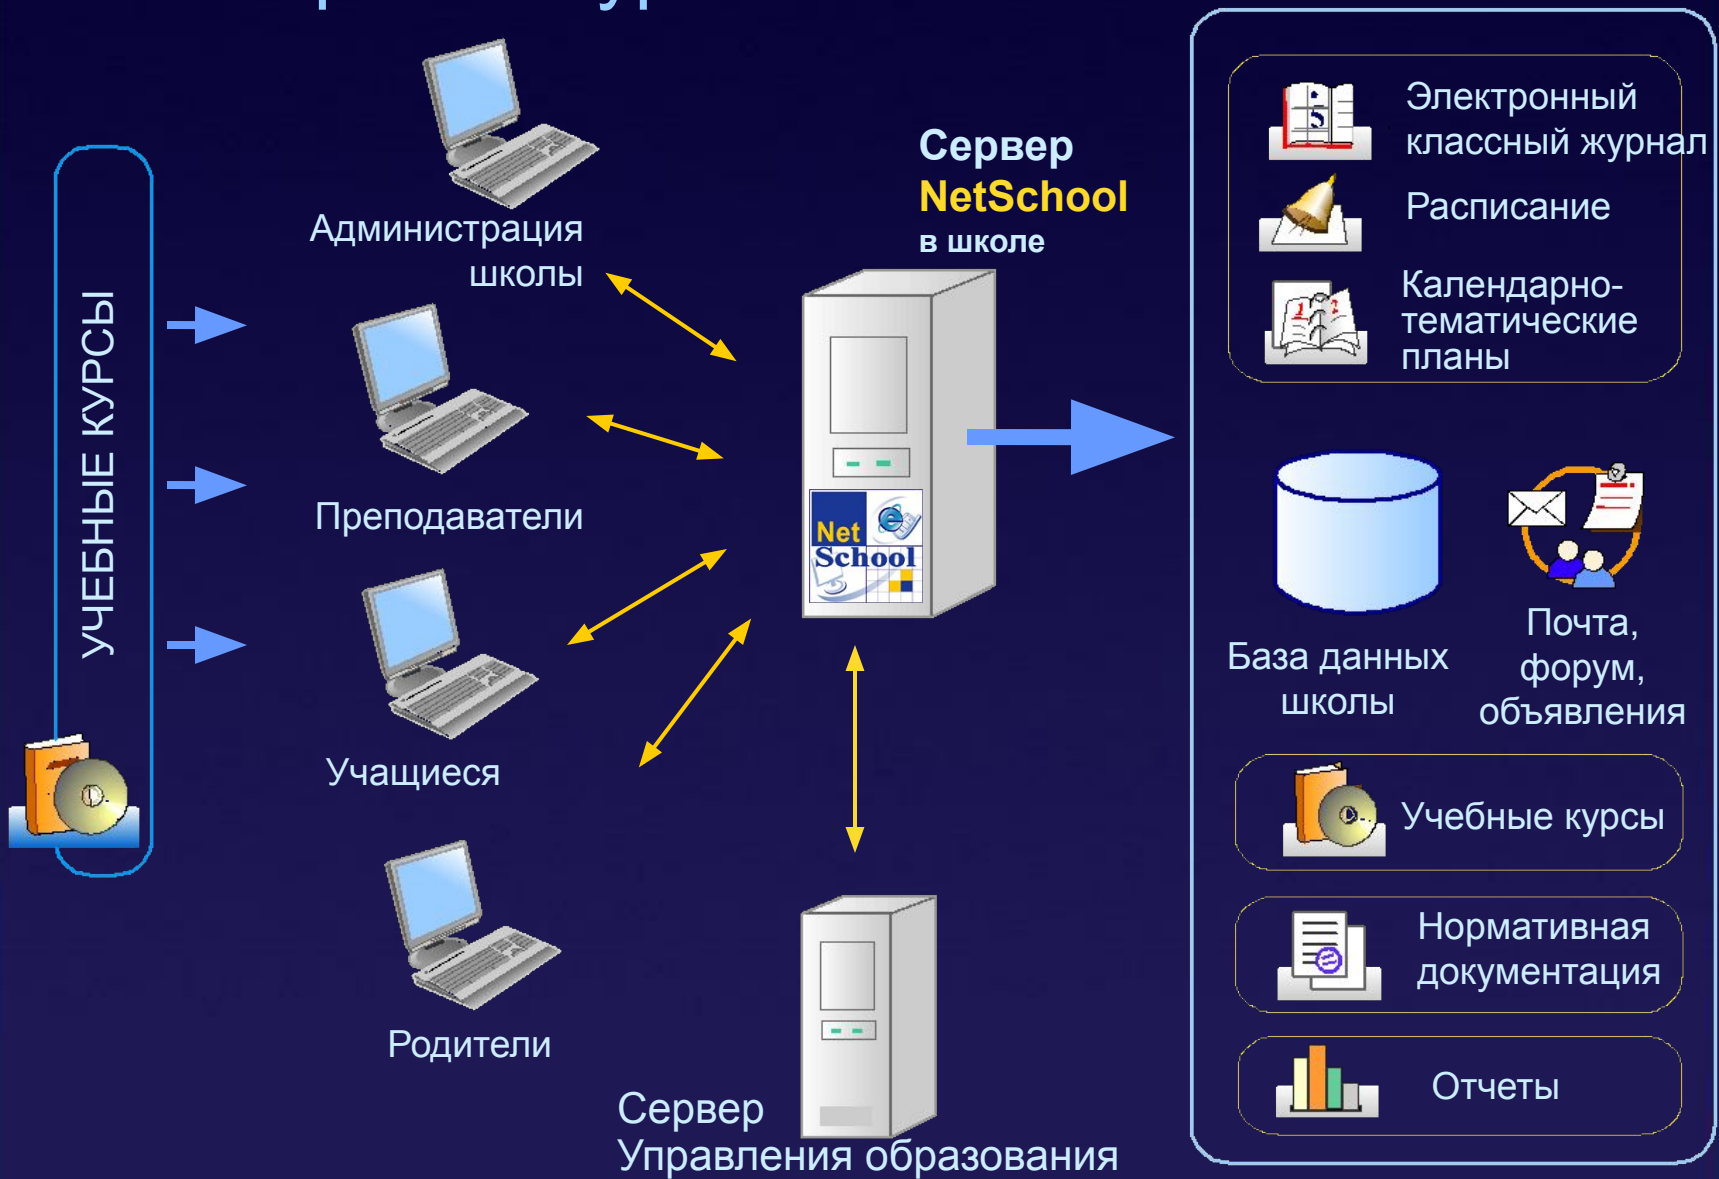 УЧЕБНЫЕ КУРСЫ
Администрация
школы
Преподаватели
Учащиеся
Родители
Сервер
NetSchool
в школе
Net
School
Сервер
Управления образования
Электронный
классный журнал
Расписание
Календарно-
тематические
планы
База данных
школы
Почта,
форум,
объявления
Учебные курсы
Нормативная
документация
Отчеты